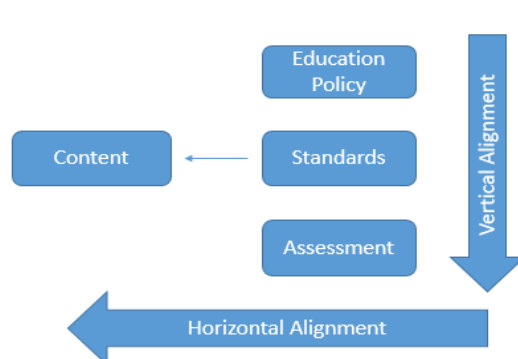 Education
Policy
Content
Standards
Assessment
Vertical Alignment
Horizontal Alignment